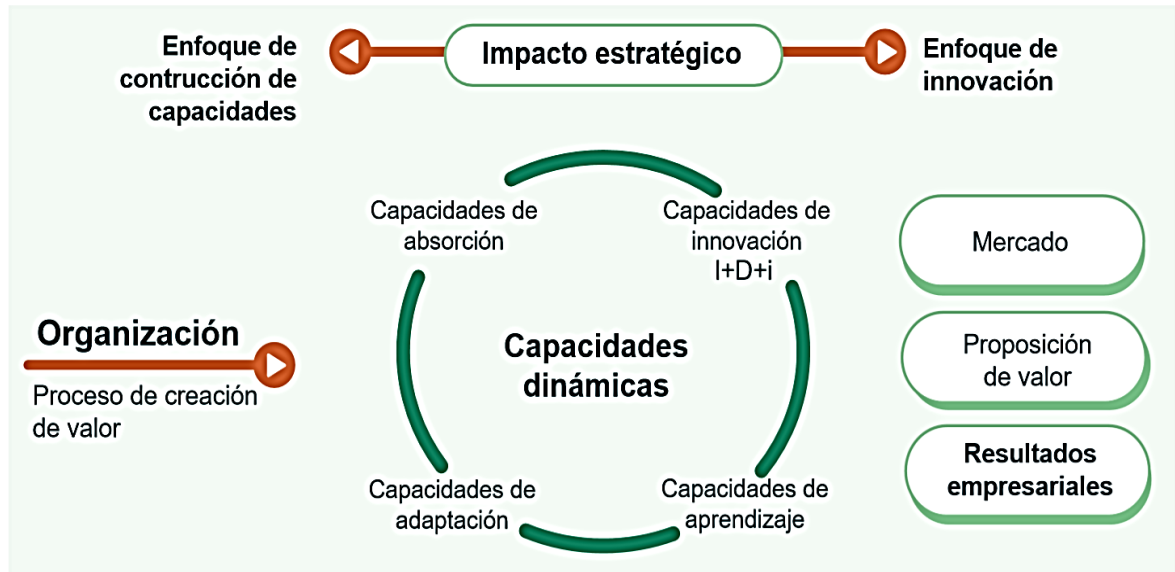 Enfoque de
contrucción de
capacidades
Impacto estratégico
Enfoque de
innovación
Capacidades de
absorción
Capacidades de
innovación
I+D+i
Mercado
Organización
Proceso de creación
de valor
Capacidades
dinámicas
Proposición
de valor
Capacidades de
adaptación
Capacidades de
aprendizaje
Resultados
empresariales